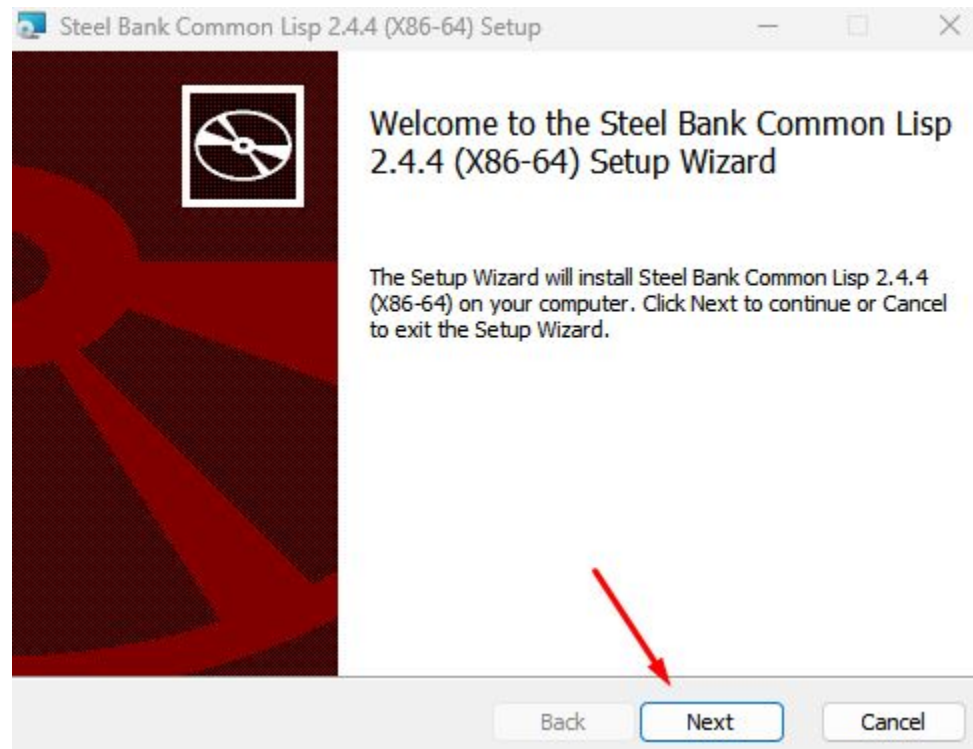 Steel Bank Common Lisp 2.4.4 (X86-64) Setup
Welcome to the Steel Bank Common Lisp
2.4.4 (X86-64) Setup Wizard
The Setup Wizard will install Steel Bank Common Lisp 2.4.4
(X86-64) on your computer. Click Next to continue or Cancel
to exit the Setup Wizard.
Back Next Cancel